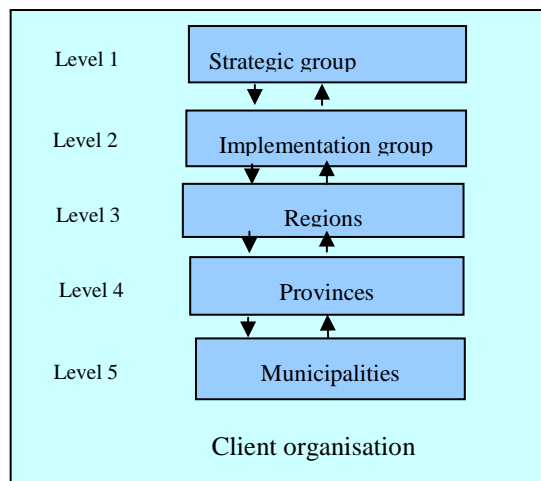 Level 1
Strategic group
Level 2
Implementation group
Level 3
Regions
Level 4
Provinces
Level 5
Municipalities
Client organisation